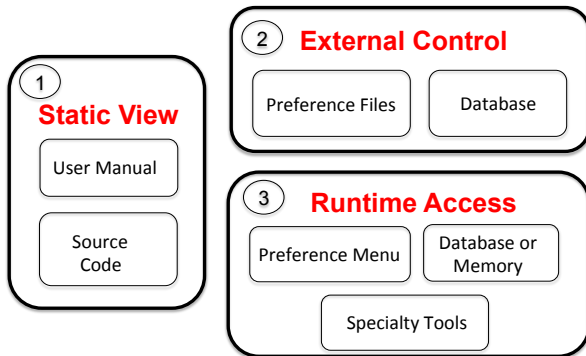 1
Static View
User Manual
Source
Code
2
External Control
Preference Files
Database
3
Runtime Access
Preference Menu
Database or
Memory
Specialty Tools